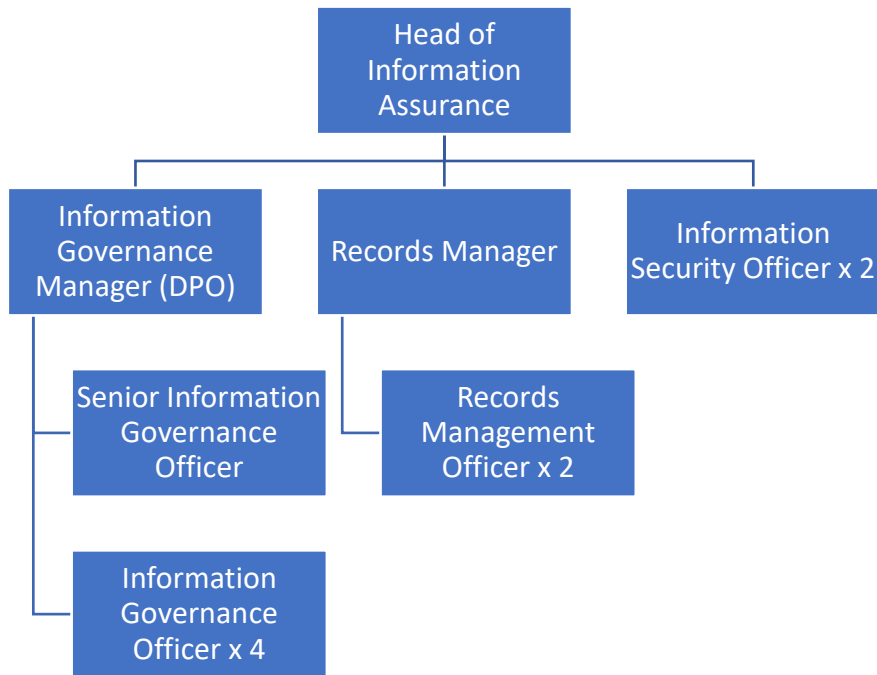 Head of
Information
Assurance
Information
Governance
Manager (DPO)
Records Manager
Information
Security Officer x 2
Senior Information
Governance
Officer
Records
Management
Officer x 2
Information
Governance
Officer x 4